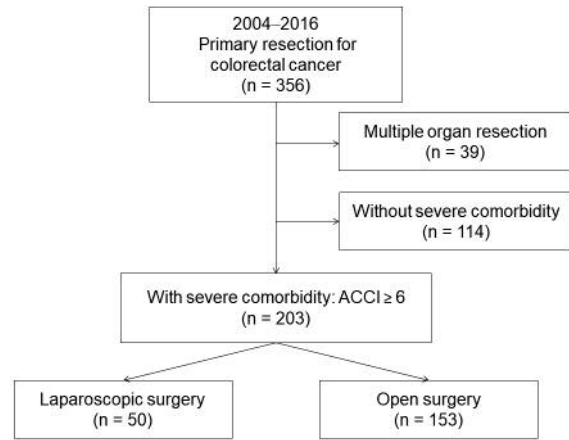 2004–2016
Primary resection for
colorectal cancer
(n = 356)
Multiple organ resection
(n = 39)
Without severe comorbidity
(n = 114)
With severe comorbidity: ACCI ≥ 6
(n = 203)
Laparoscopic surgery
(n = 50)
Open surgery
(n = 153)